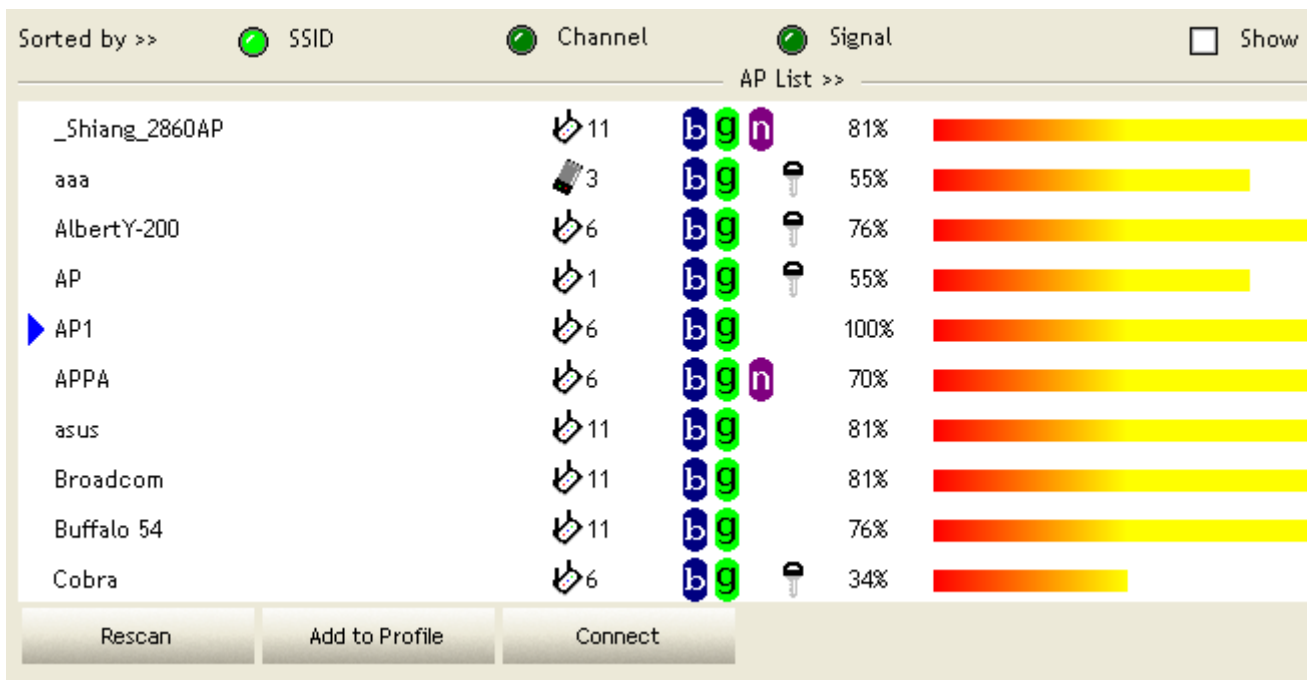 Sorted by >> SSID Channel Signal Show
AP List >>
_Shiang_2860AP 11 b g n 81%
aaa 3 b g 55%
AlbertY-200 6 b g 76%
AP 1 b g 55%
AP1 6 b g 100%
APPA 6 b g n 70%
asus 11 b g 81%
Broadcom 11 b g 81%
Buffalo 54 11 b g 76%
Cobra 6 b g 34%
Rescan Add to Profile Connect